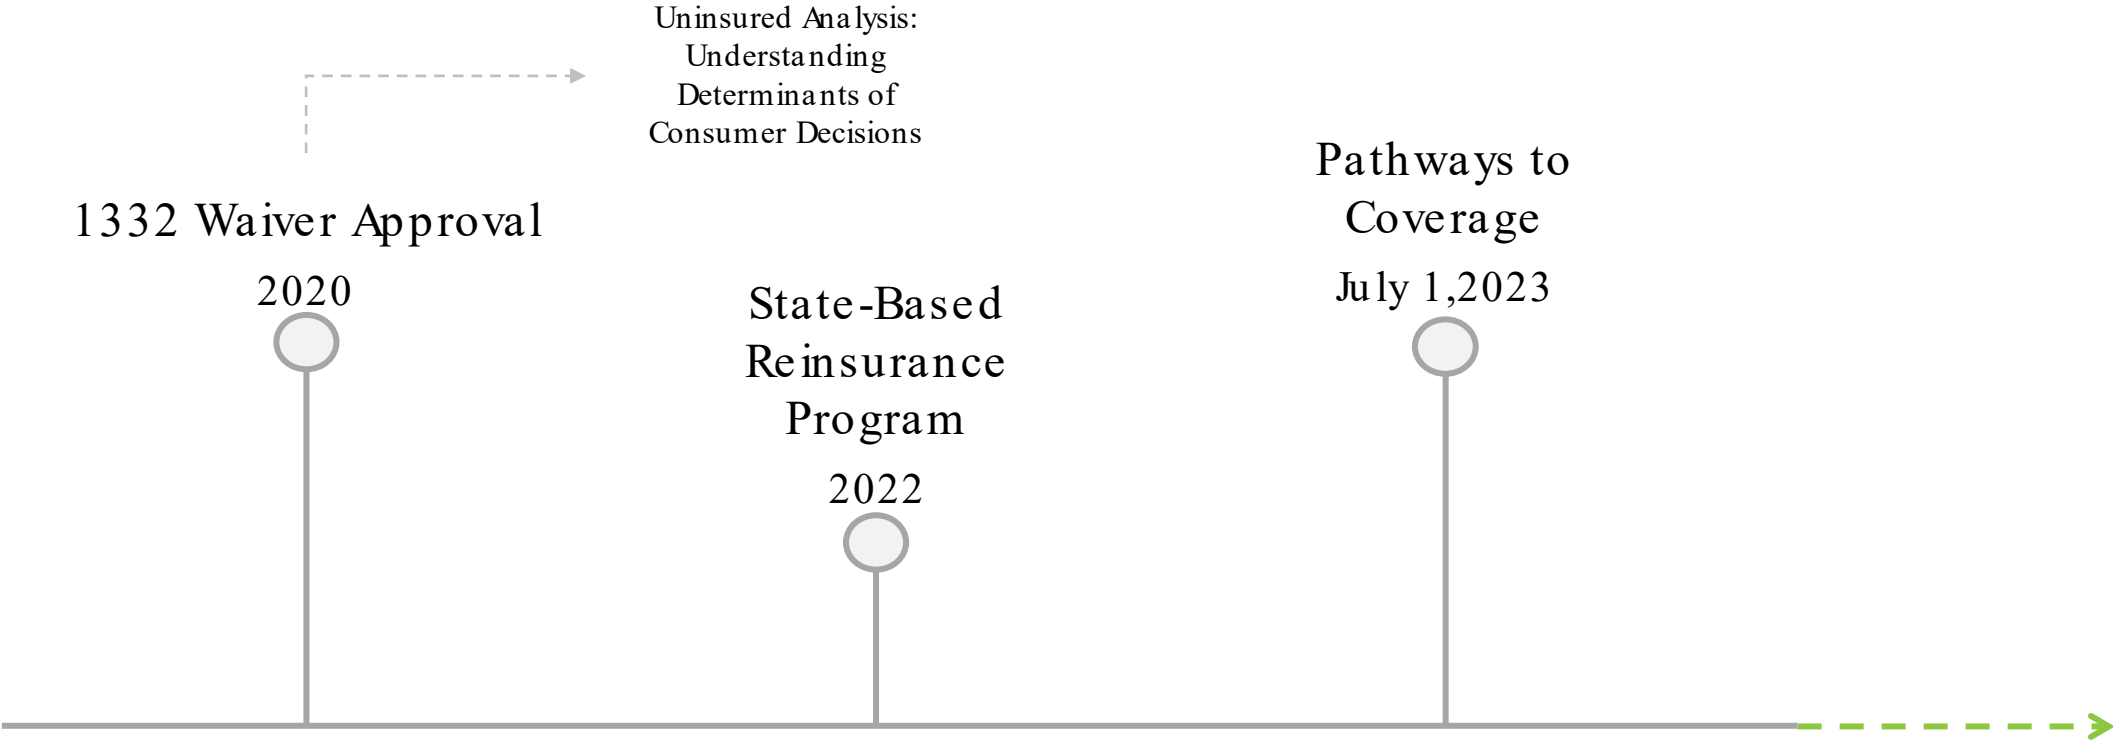 Uninsured Analysis:
Understanding
Determinants of
Consumer Decisions
1332 Waiver Approval
2020
State-Based
Reinsurance
Program
2022
Pathways to
Coverage
July 1,2023